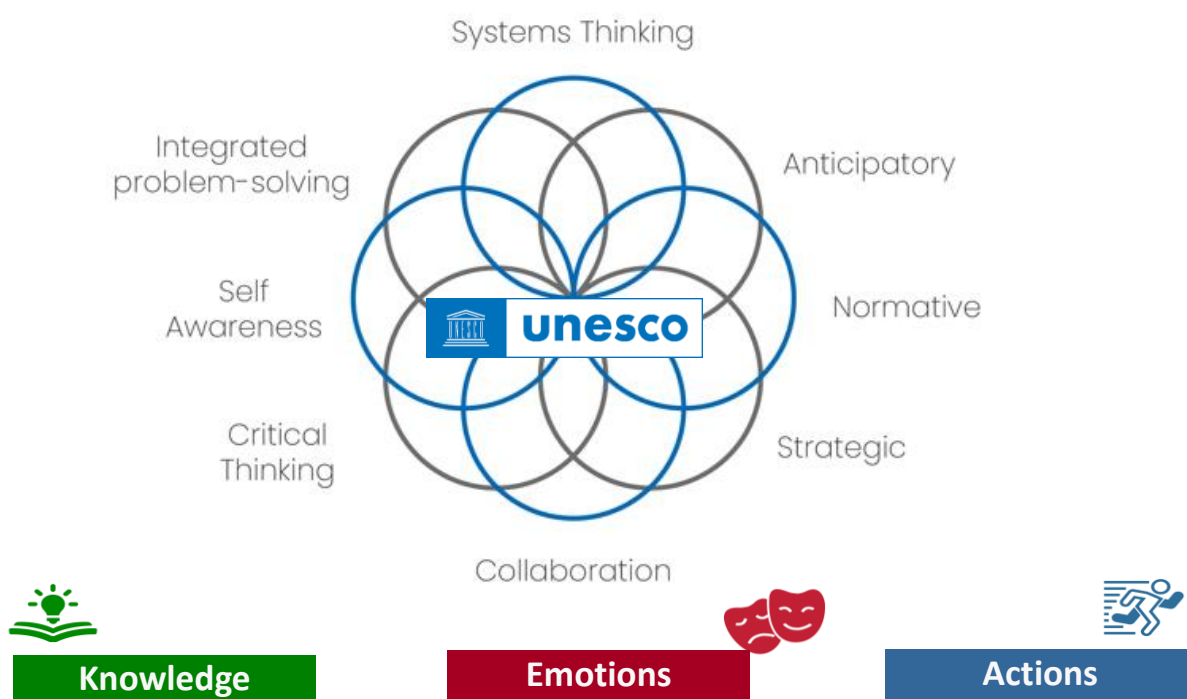 Systems Thinking
Integrated
problem-solving
Anticipatory
Self
Awareness
unesco
Normative
Critical
Thinking
Strategic
Collaboration
Knowledge
Emotions
Actions